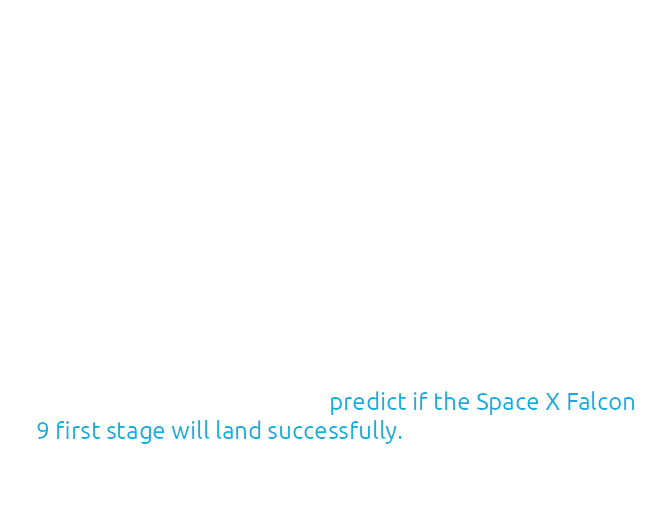 predict if the Space X Falcon
9 first stage will land successfully.